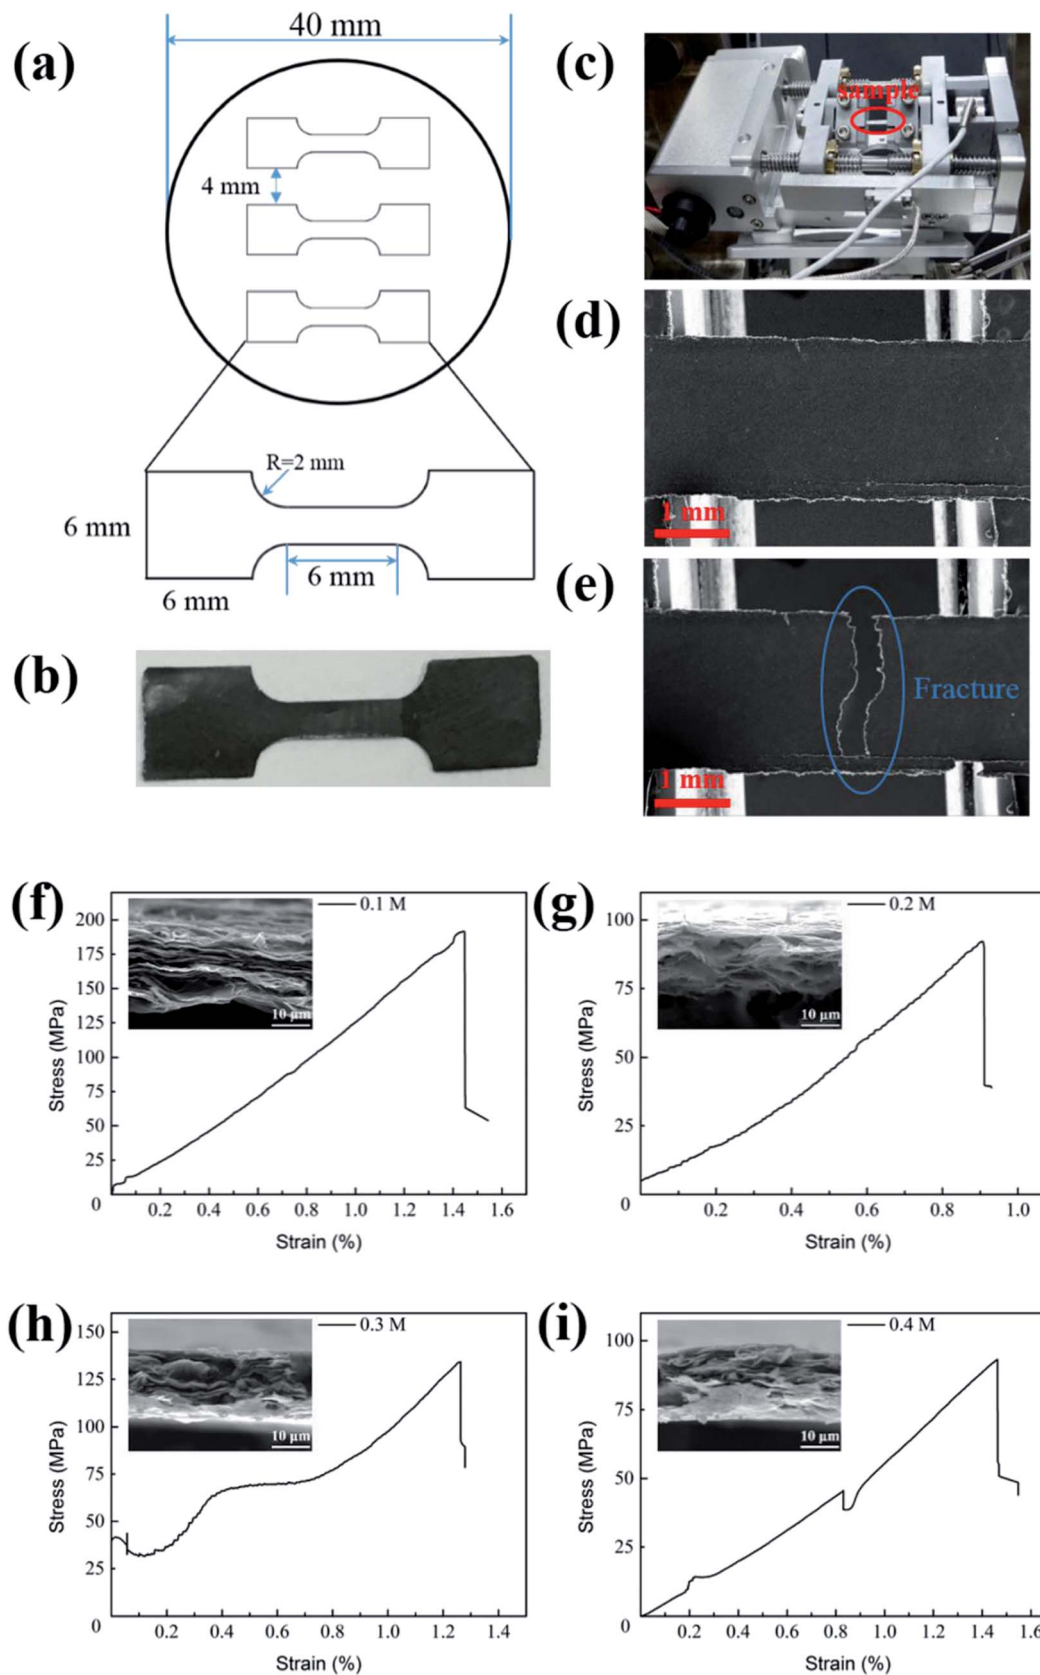 (a)
40 mm
4 mm
R=2 mm
6 mm
6 mm
6 mm
(b)
(c)
sample
(d)
1 mm
(e)
Fracture
1 mm
(f)
0.1 M
10 µm
Stress (MPa)
200
175
150
125
100
75
50
25
0
0.2 0.4 0.6 0.8 1.0 1.2 1.4 1.6
Strain (%)
(g)
0.2 M
10 µm
Stress (MPa)
100
75
50
25
0
0.2 0.4 0.6 0.8 1.0
Strain (%)
(h)
0.3 M
10 µm
Stress (MPa)
150
125
100
75
50
25
0
0.2 0.4 0.6 0.8 1.0 1.2 1.4
Strain (%)
(i)
0.4 M
10 µm
Stress (MPa)
100
75
50
25
0
0.2 0.4 0.6 0.8 1.0 1.2 1.4 1.6
Strain (%)